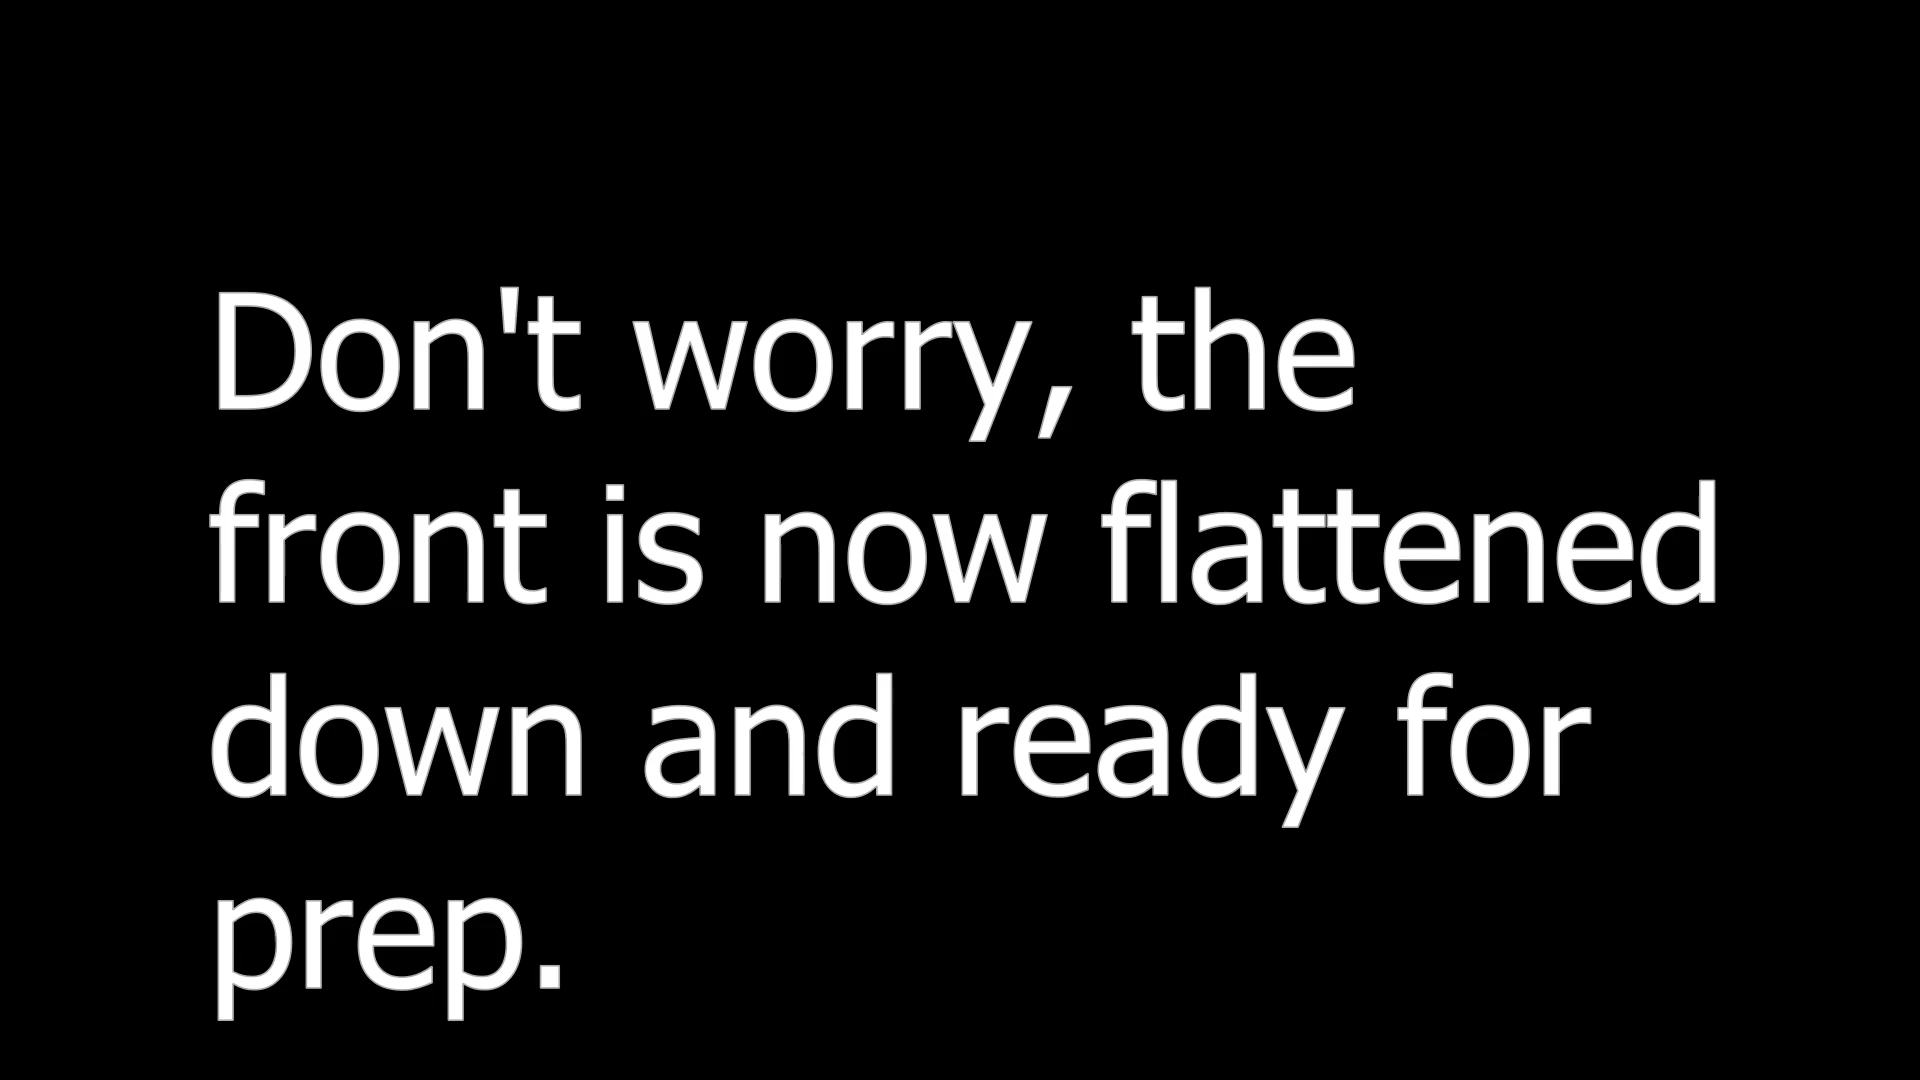 Don't worry, the
front is now flattened
down and ready for
prep.